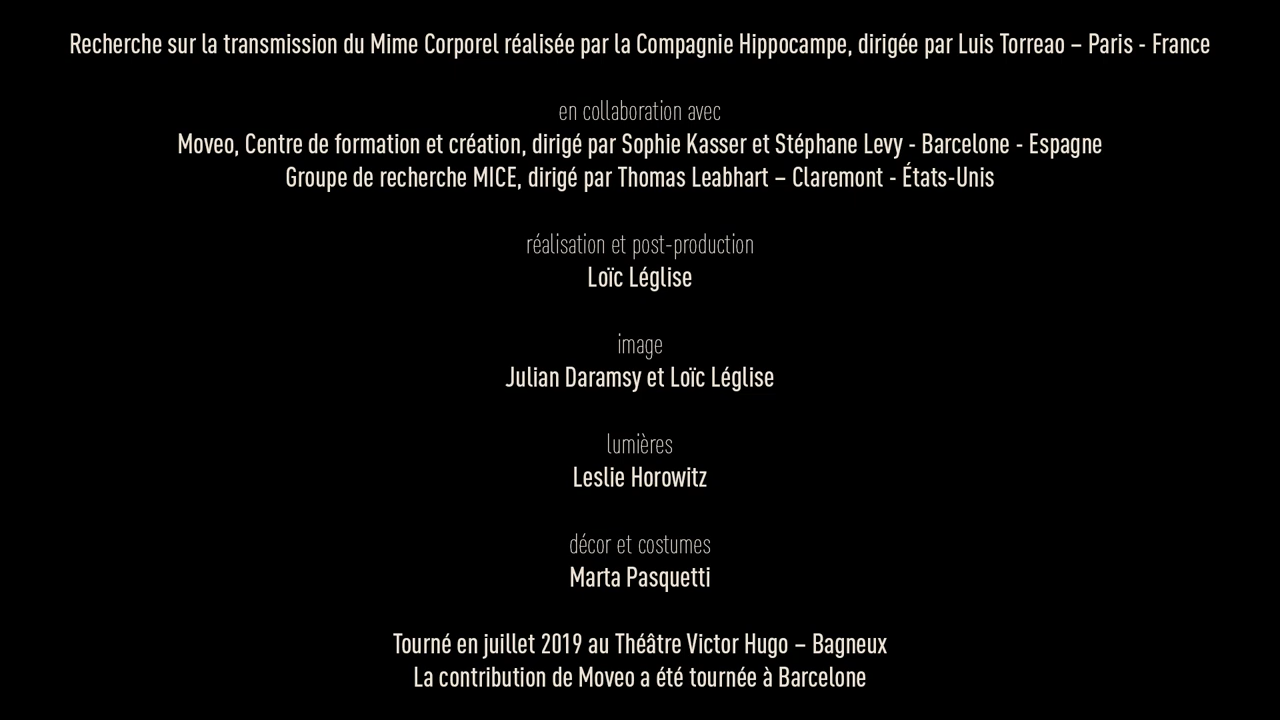 Recherche sur la transmission du Mime Corporel réalisée par la Compagnie Hippocampe, dirigée par Luis Torreao – Paris - France
en collaboration avec
Moveo, Centre de formation et création, dirigé par Sophie Kasser et Stéphane Levy - Barcelone - Espagne
Groupe de recherche MICE, dirigé par Thomas Leabhart – Claremont - États-Unis
réalisation et post-production
Loïc Léglise
image
Julian Daramsy et Loïc Léglise
lumières
Leslie Horowitz
décor et costumes
Marta Pasquetti
Tourné en juillet 2019 au Théâtre Victor Hugo – Bagneux
La contribution de Moveo a été tournée à Barcelone